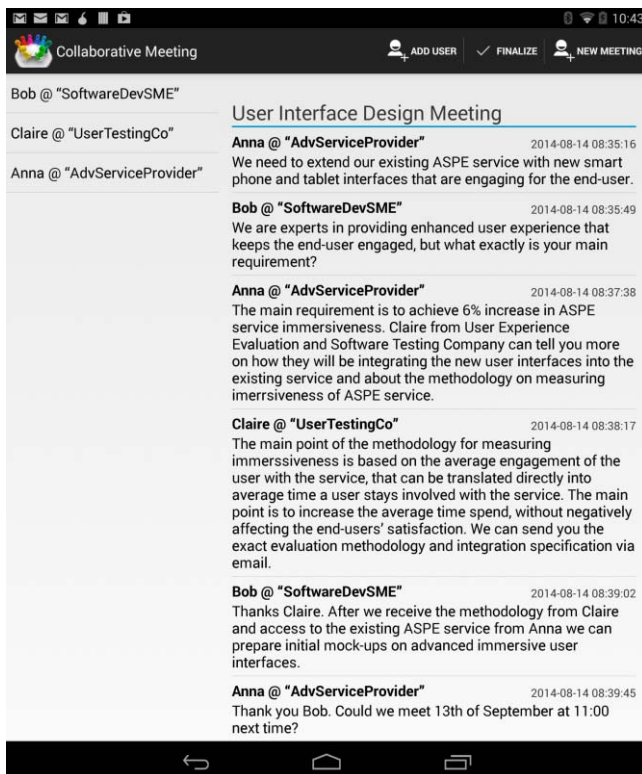 10:43
Collaborative Meeting
ADD USER
FINALIZE
NEW MEETING
Bob @ "SoftwareDevSME"
Claire @ "UserTestingCo"
Anna @ "AdvServiceProvider"
User Interface Design Meeting
Anna @ "AdvServiceProvider" 2014-08-14 08:35:16
We need to extend our existing ASPE service with new smart
phone and tablet interfaces that are engaging for the end-user.
Bob @ "SoftwareDevSME" 2014-08-14 08:35:49
We are experts in providing enhanced user experience that
keeps the end-user engaged, but what exactly is your main
requirement?
Anna @ "AdvServiceProvider" 2014-08-14 08:37:38
The main requirement is to achieve 6% increase in ASPE
service immersiveness. Claire from User Experience
Evaluation and Software Testing Company can tell you more
on how they will be integrating the new user interfaces into the
existing service and about the methodology on measuring
imerrsiveness of ASPE service.
Claire @ "UserTestingCo" 2014-08-14 08:38:17
The main point of the methodology for measuring
immerssiveness is based on the average engagement of the
user with the service, that can be translated directly into
average time a user stays involved with the service. The main
point is to increase the average time spend, without negatively
affecting the end-users' satisfaction. We can send you the
exact evaluation methodology and integration specification via
email.
Bob @ "SoftwareDevSME" 2014-08-14 08:39:02
Thanks Claire. After we receive the methodology from Claire
and access to the existing ASPE service from Anna we can
prepare initial mock-ups on advanced immersive user
interfaces.
Anna @ "AdvServiceProvider" 2014-08-14 08:39:45
Thank you Bob. Could we meet 13th of September at 11:00
next time?